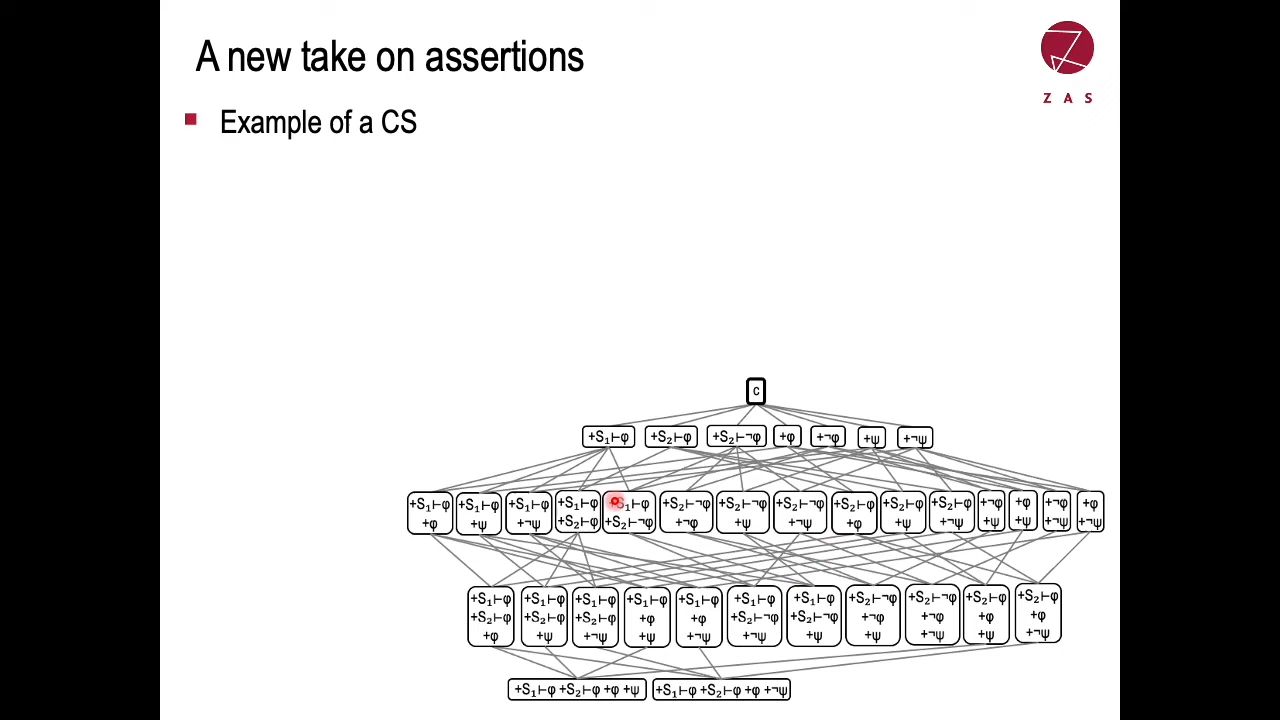 A new take on assertions
Z A S
Example of a CS
c
+S₁⊢φ +S₂⊢φ +S₂⊢¬φ +φ +¬φ +ψ +¬ψ
+S₁⊢φ +S₁⊢φ +S₁⊢φ +S₁⊢φ S₁⊢φ +S₂⊢¬φ +S₂⊢¬φ +S₂⊢¬φ +S₂⊢φ +S₂⊢φ +S₂⊢φ +¬φ +φ +¬φ +φ
+φ +ψ +¬ψ +S₂⊢φ +S₂⊢¬φ +¬φ +ψ +¬ψ +φ +ψ +¬ψ +ψ +ψ +¬ψ +¬ψ
+S₁⊢φ +S₁⊢φ +S₁⊢φ +S₁⊢φ +S₁⊢φ +S₁⊢φ +S₁⊢φ +S₂⊢¬φ +S₂⊢¬φ +S₂⊢φ +S₂⊢φ
+S₂⊢φ +S₂⊢φ +S₂⊢φ +φ +φ +S₂⊢¬φ +S₂⊢¬φ +¬φ +¬φ +φ +φ
+φ +ψ +¬ψ +ψ +¬ψ +¬ψ +ψ +ψ +¬ψ +ψ +¬ψ
+S₁⊢φ +S₂⊢φ +φ +ψ +S₁⊢φ +S₂⊢φ +φ +¬ψ